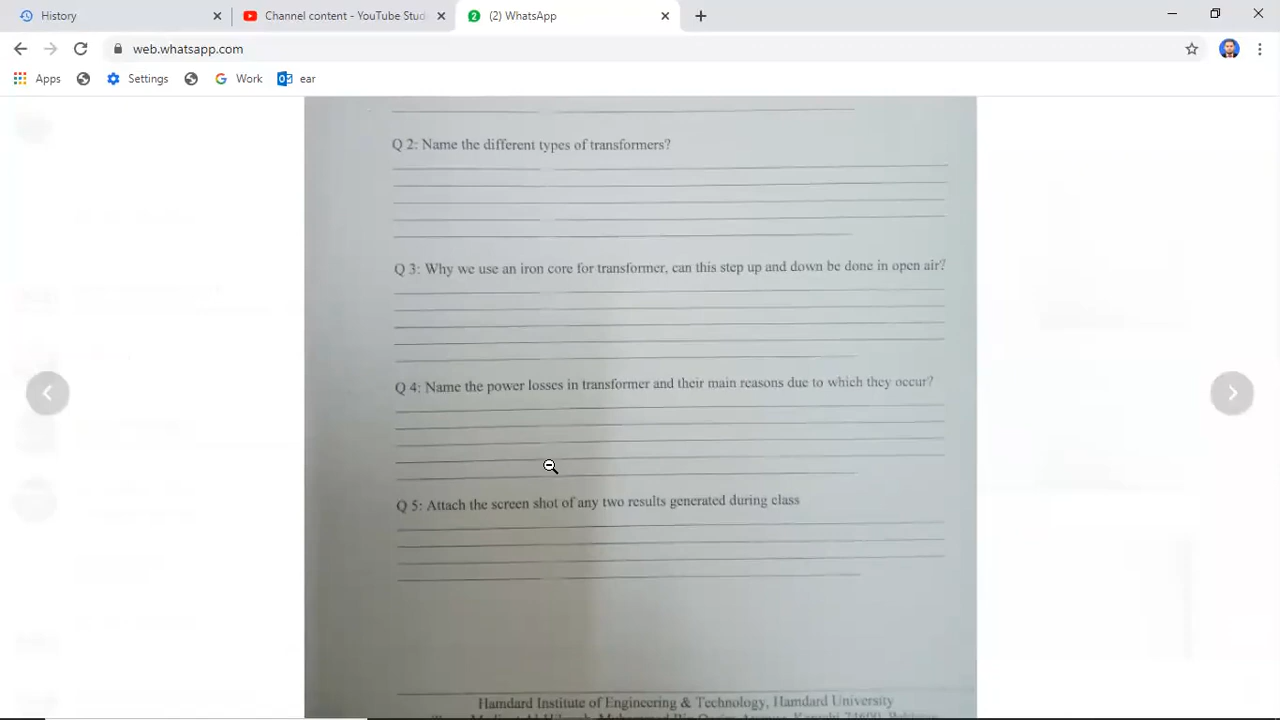 History
Channel content - YouTube Stud
2
(2) WhatsApp
web.whatsapp.com
Apps
Settings
Work
ear
Q 2: Name the different types of transformers?
Q 3: Why we use an iron core for transformer, can this step up and down be done in open air?
Q 4: Name the power losses in transformer and their main reasons due to which they occur?
Q 5: Attach the screen shot of any two results generated during class
Hamdard Institute of Engineering & Technology, Hamdard University